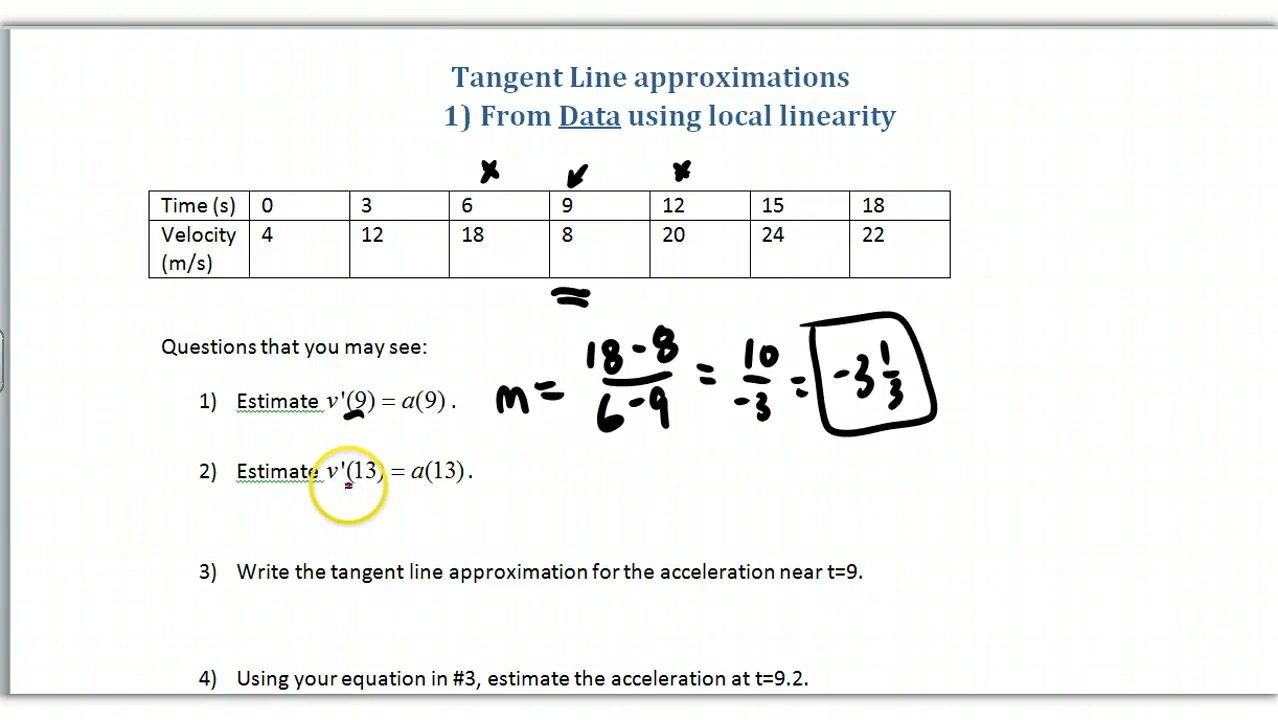 Tangent Line approximations
1) From Data using local linearity
Time (s) 0 3 6 9 12 15 18
Velocity (m/s) 4 12 18 8 20 24 22
Questions that you may see:
1) Estimate v'(9) = a(9).
m = 18-8 / 6-9 = 10 / -3 = -3 1/3
2) Estimate v'(13) = a(13).
3) Write the tangent line approximation for the acceleration near t=9.
4) Using your equation in #3, estimate the acceleration at t=9.2.